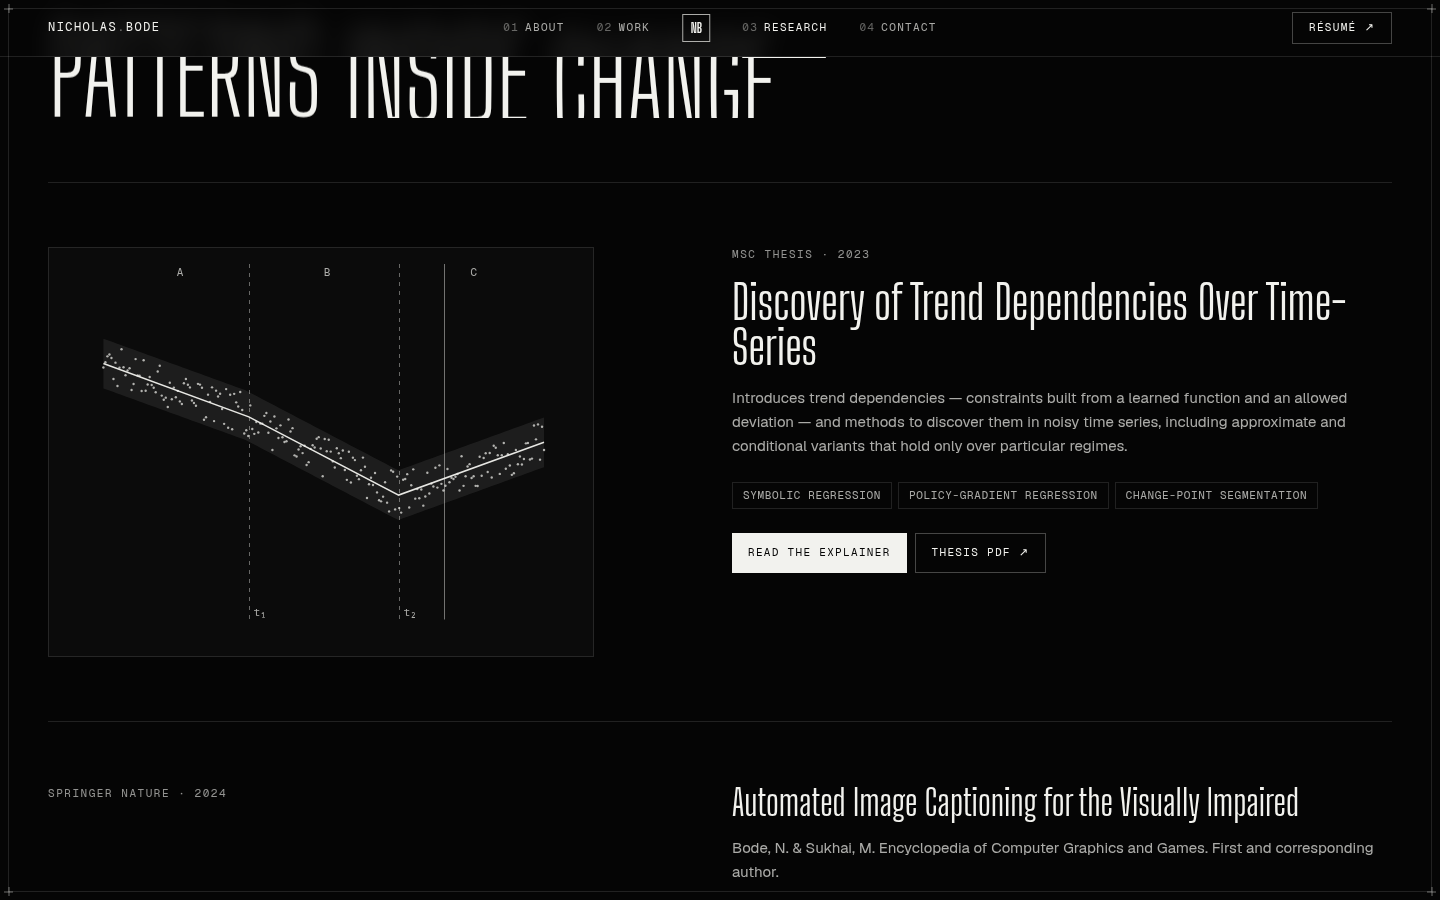 NICHOLAS.BODE
01 ABOUT
02 WORK
NB
03 RESEARCH
04 CONTACT
RÉSUMÉ ↗
PATTERNS INSIDE CHANGE
A
B
C
t₁
t₂
MSC THESIS · 2023
Discovery of Trend Dependencies Over Time-
Series
Introduces trend dependencies — constraints built from a learned function and an allowed
deviation — and methods to discover them in noisy time series, including approximate and
conditional variants that hold only over particular regimes.
SYMBOLIC REGRESSION
POLICY-GRADIENT REGRESSION
CHANGE-POINT SEGMENTATION
READ THE EXPLAINER
THESIS PDF ↗
SPRINGER NATURE · 2024
Automated Image Captioning for the Visually Impaired
Bode, N. & Sukhai, M. Encyclopedia of Computer Graphics and Games. First and corresponding
author.